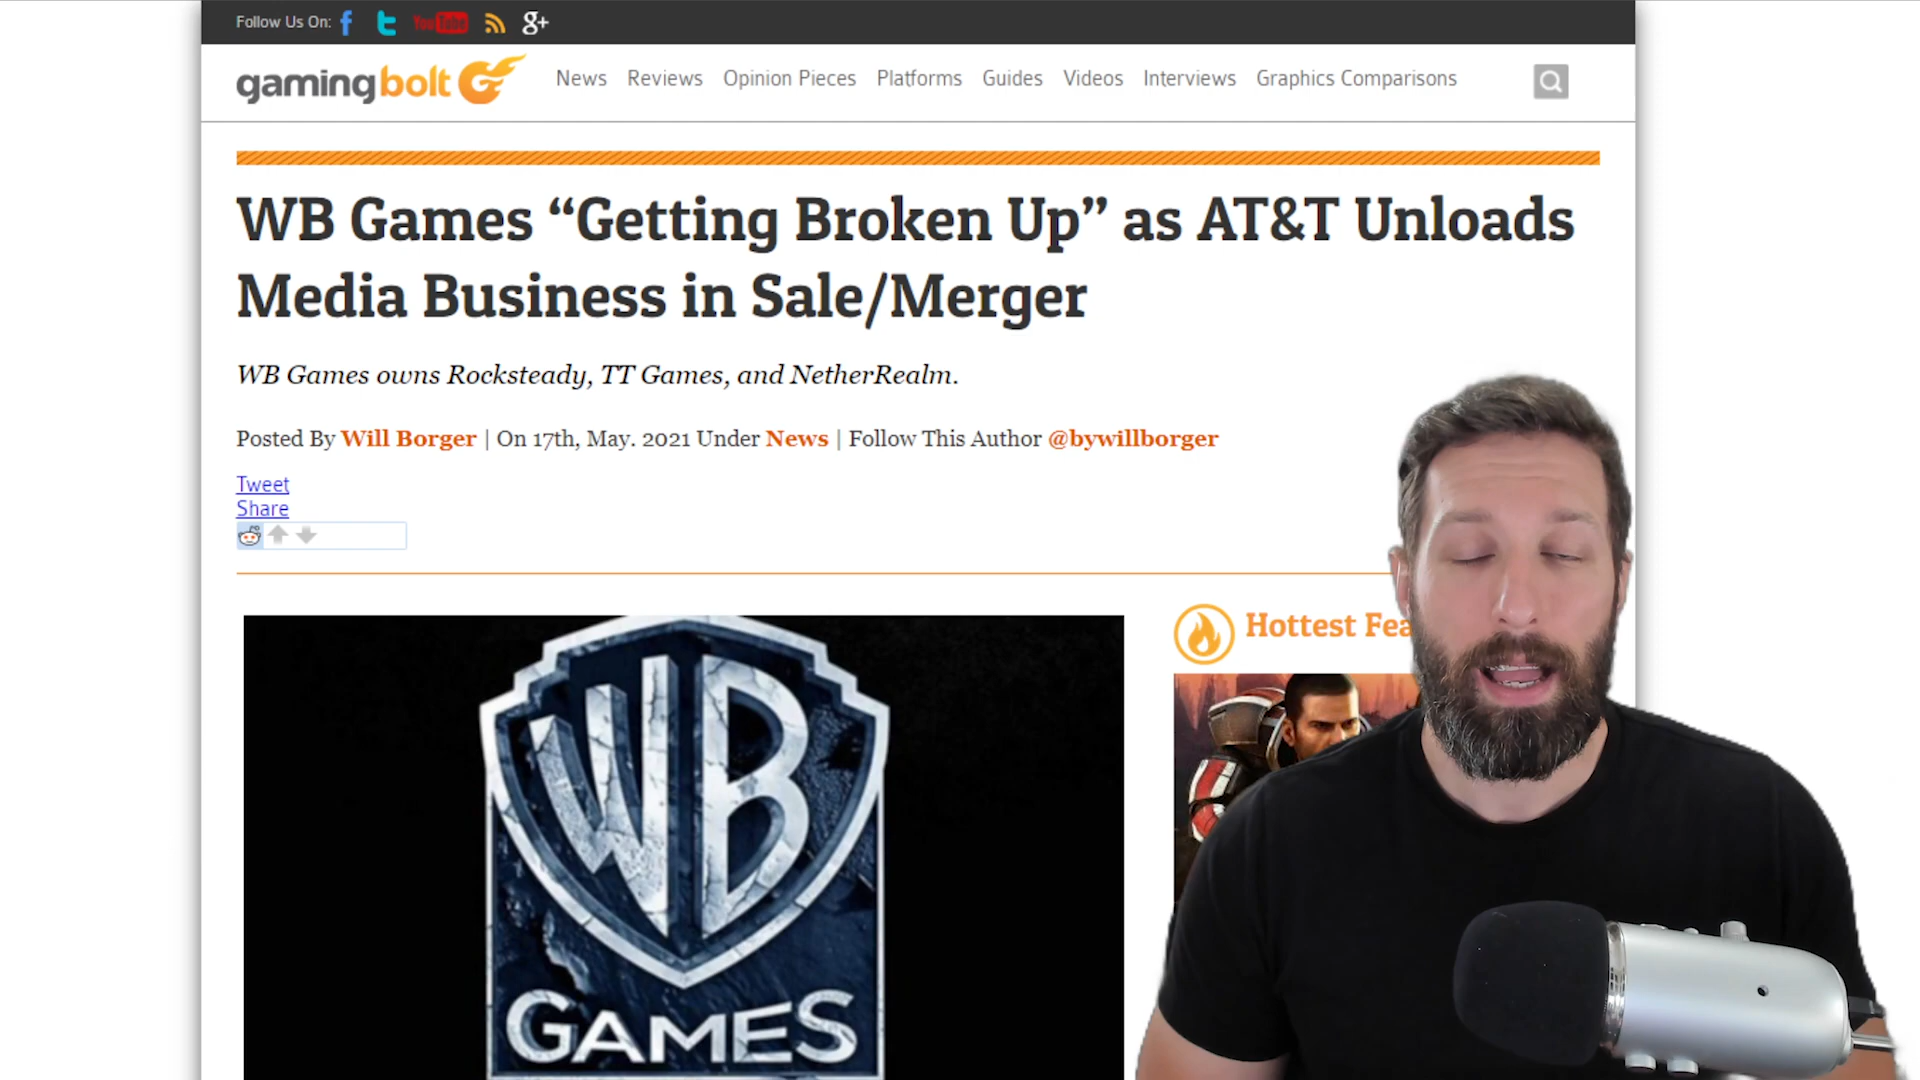 Follow Us On:
YouTube
g+
gamingbolt
News Reviews Opinion Pieces Platforms Guides Videos Interviews Graphics Comparisons
WB Games “Getting Broken Up” as AT&T Unloads
Media Business in Sale/Merger
WB Games owns Rocksteady, TT Games, and NetherRealm.
Posted By Will Borger | On 17th, May. 2021 Under News | Follow This Author @bywillborger
Tweet
Share
Hottest Fea
WB
GAMES